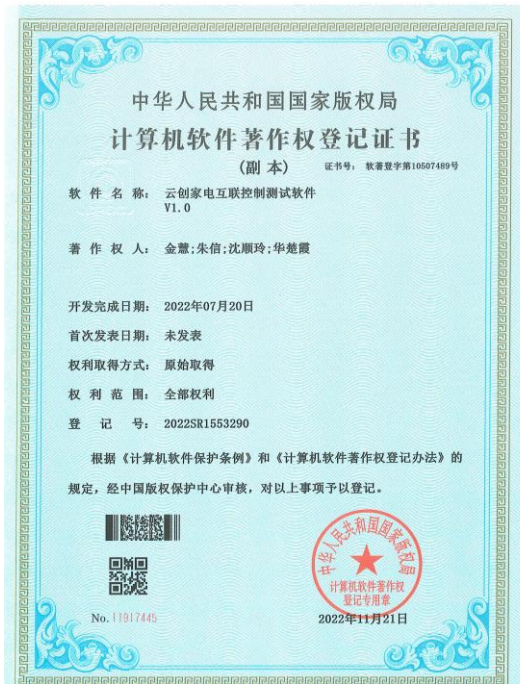 中华人民共和国国家版权局
计算机软件著作权登记证书
(副本)
证书号： 软著登字第10507489号
软件名称： 云创家电互联控制测试软件
V1.0
著作权人： 金慧;朱信;沈顺玲;华楚霞
开发完成日期： 2022年07月20日
首次发表日期： 未发表
权利取得方式： 原始取得
权利范围： 全部权利
登记号： 2022SR1553290
根据《计算机软件保护条例》和《计算机软件著作权登记办法》的
规定，经中国版权保护中心审核，对以上事项予以登记。
中华人民共和国国家版权局
计算机软件著作权
登记专用章
No. 11917445
2022年11月21日